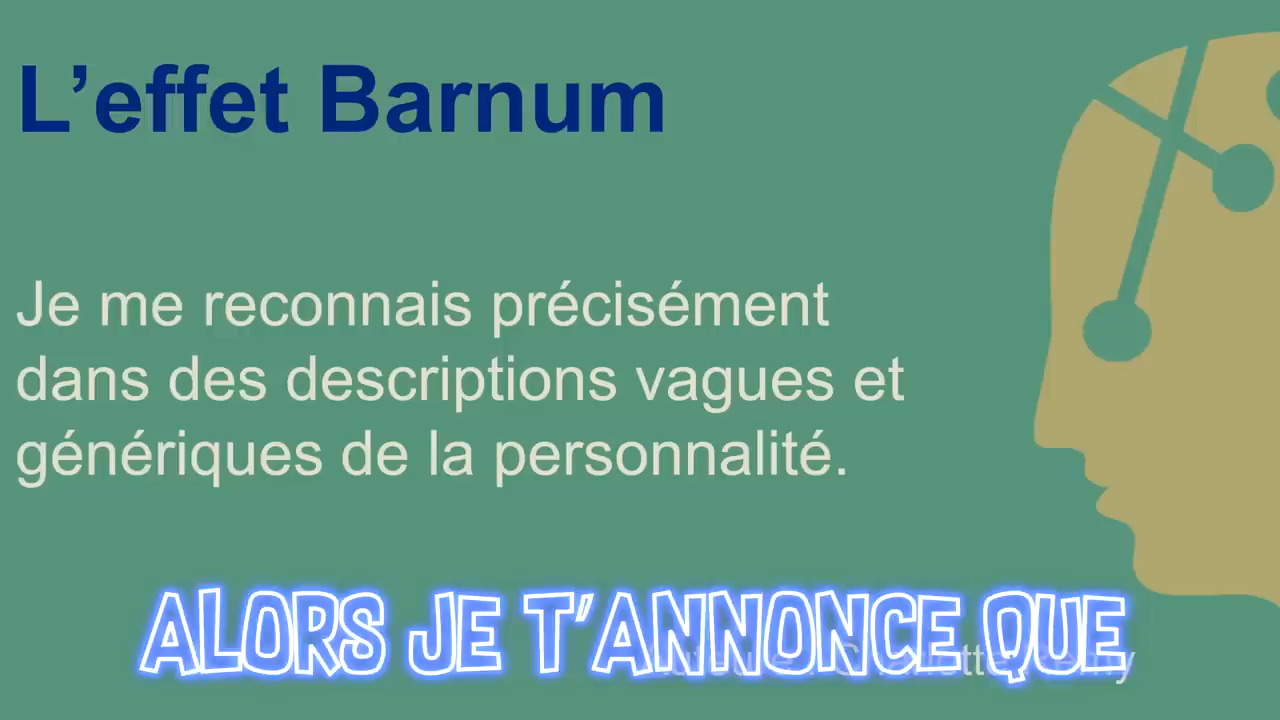 L’effet Barnum
Je me reconnais précisément
dans des descriptions vagues et
génériques de la personnalité.
ALORS JE T'ANNONCE QUE